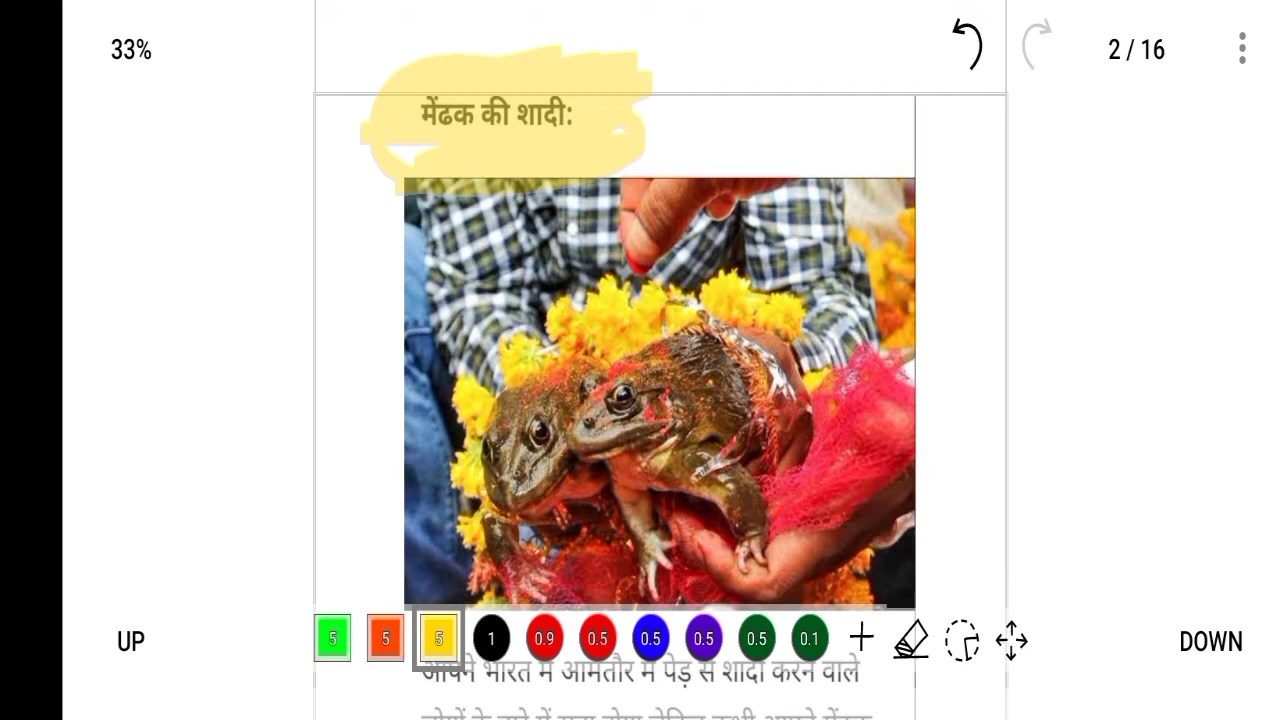 33%
2 / 16
मेंढक की शादी:
UP
5 5 5 1 0.9 0.5 0.5 0.5 0.5 0.1
DOWN
आपने भारत में आमतौर में पेड़ से शादी करने वाले